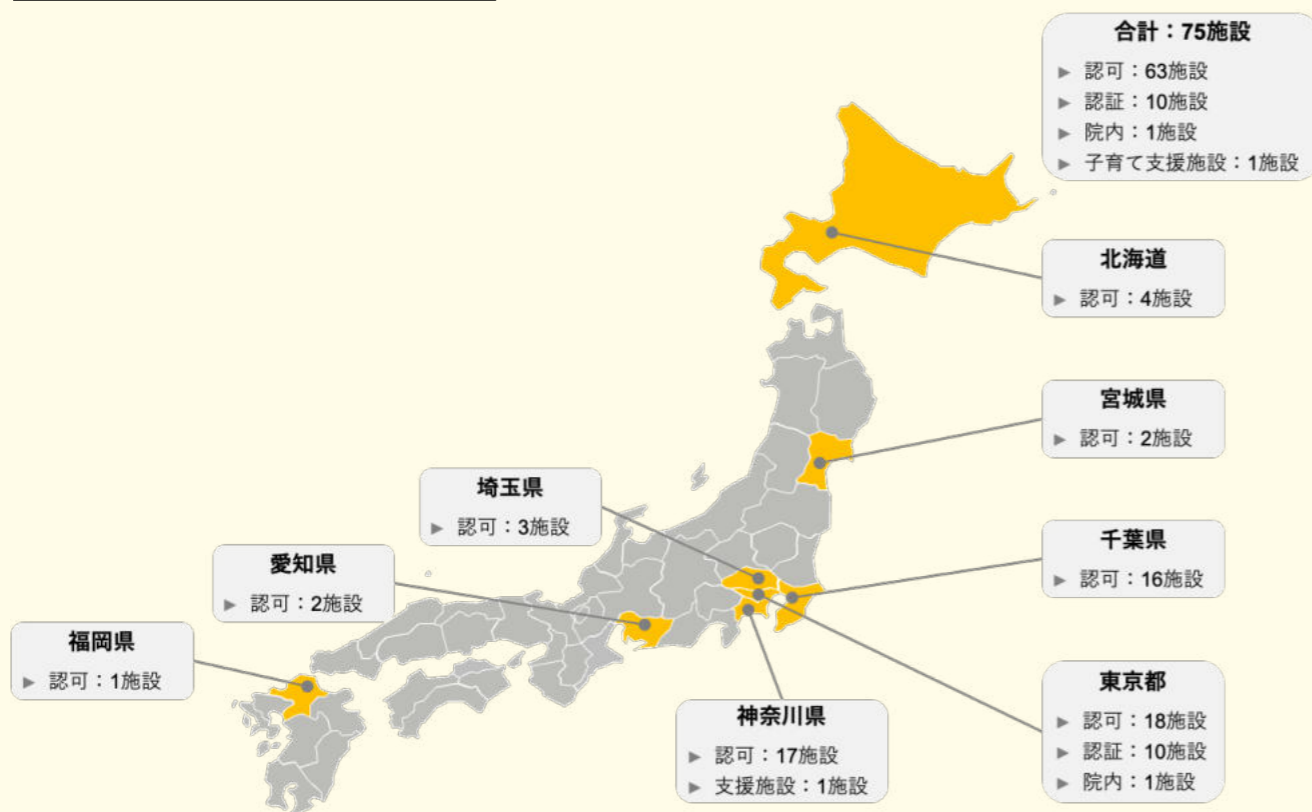 合計：75施設
▶ 認可：63施設
▶ 認証：10施設
▶ 院内：1施設
▶ 子育て支援施設：1施設
北海道
▶ 認可：4施設
宮城県
▶ 認可：2施設
埼玉県
▶ 認可：3施設
千葉県
▶ 認可：16施設
愛知県
▶ 認可：2施設
福岡県
▶ 認可：1施設
神奈川県
▶ 認可：17施設
▶ 支援施設：1施設
東京都
▶ 認可：18施設
▶ 認証：10施設
▶ 院内：1施設